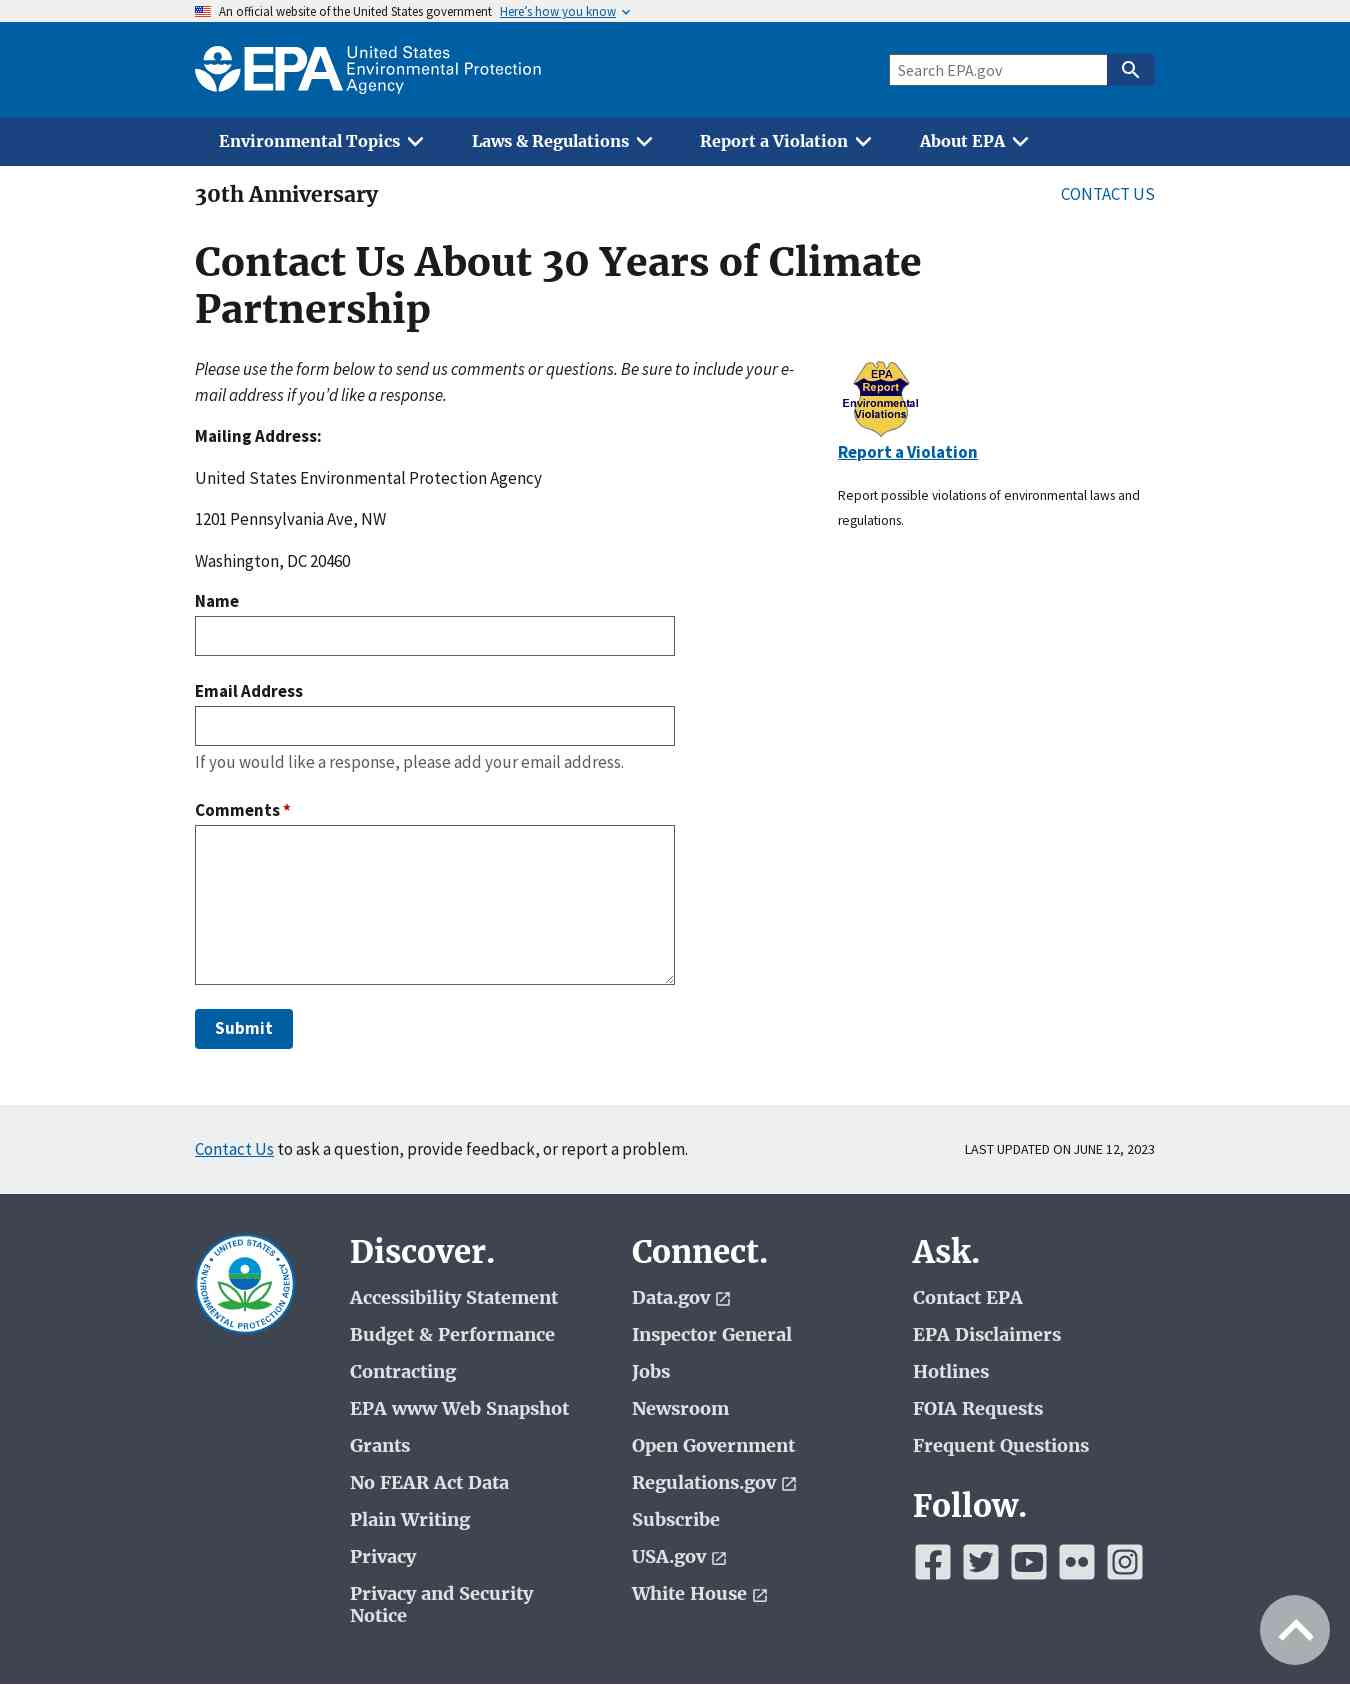 An official website of the United States government Here’s how you know
EPA United States
Environmental Protection
Agency
Search EPA.gov
Environmental Topics Laws & Regulations Report a Violation About EPA
30th Anniversary CONTACT US
Contact Us About 30 Years of Climate
Partnership
Please use the form below to send us comments or questions. Be sure to include your e-
mail address if you’d like a response.
Mailing Address:
United States Environmental Protection Agency
1201 Pennsylvania Ave, NW
Washington, DC 20460
EPA
Report
Environmental
Violations
Report a Violation
Report possible violations of environmental laws and
regulations.
Name
Email Address
If you would like a response, please add your email address.
Comments *
Submit
Contact Us to ask a question, provide feedback, or report a problem. LAST UPDATED ON JUNE 12, 2023
UNITED STATES
ENVIRONMENTAL PROTECTION AGENCY
Discover.
Accessibility Statement
Budget & Performance
Contracting
EPA www Web Snapshot
Grants
No FEAR Act Data
Plain Writing
Privacy
Privacy and Security
Notice
Connect.
Data.gov
Inspector General
Jobs
Newsroom
Open Government
Regulations.gov
Subscribe
USA.gov
White House
Ask.
Contact EPA
EPA Disclaimers
Hotlines
FOIA Requests
Frequent Questions
Follow.